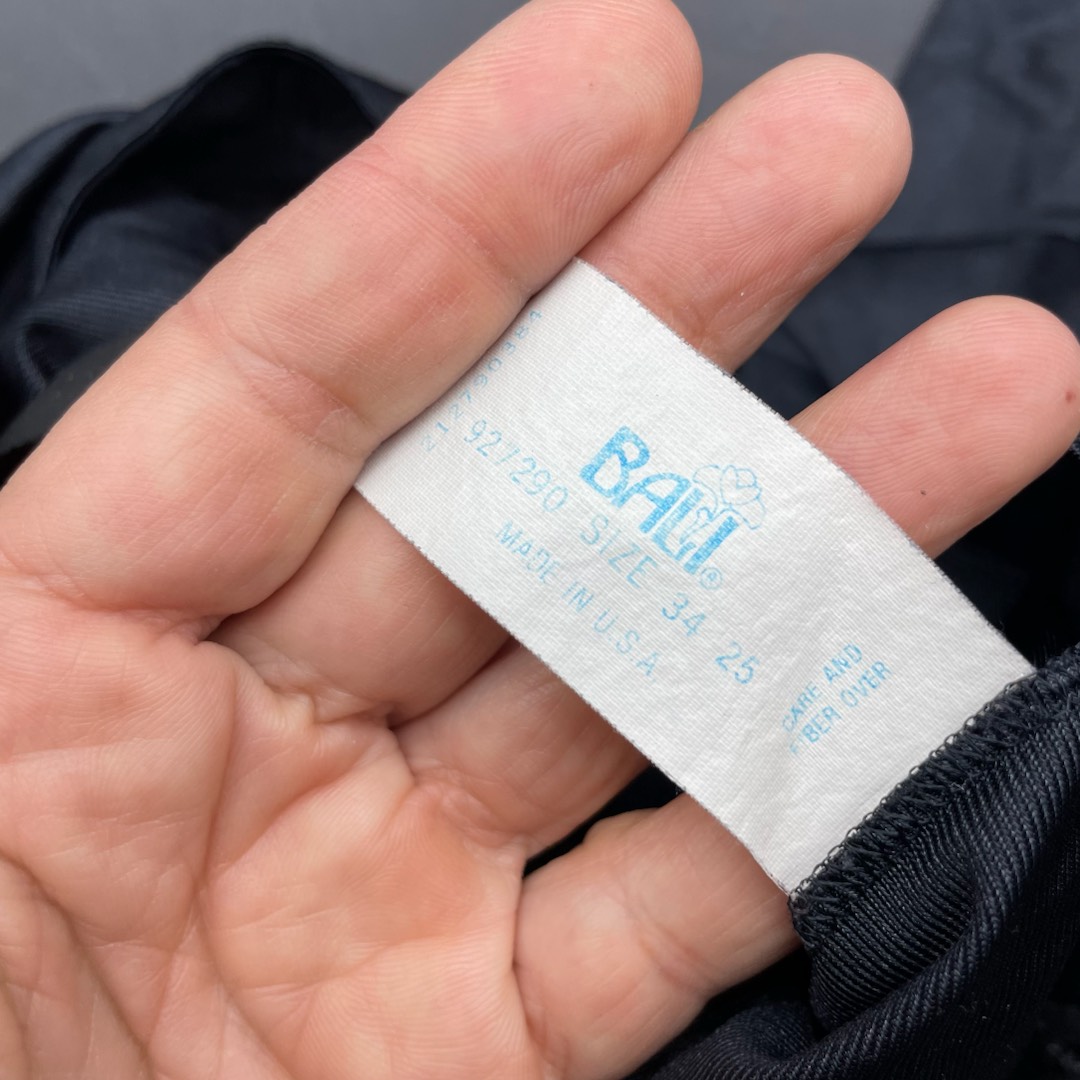 BALI®
927290 SIZE 34 25
MADE IN U.S.A
CARE AND
FIBER OVER